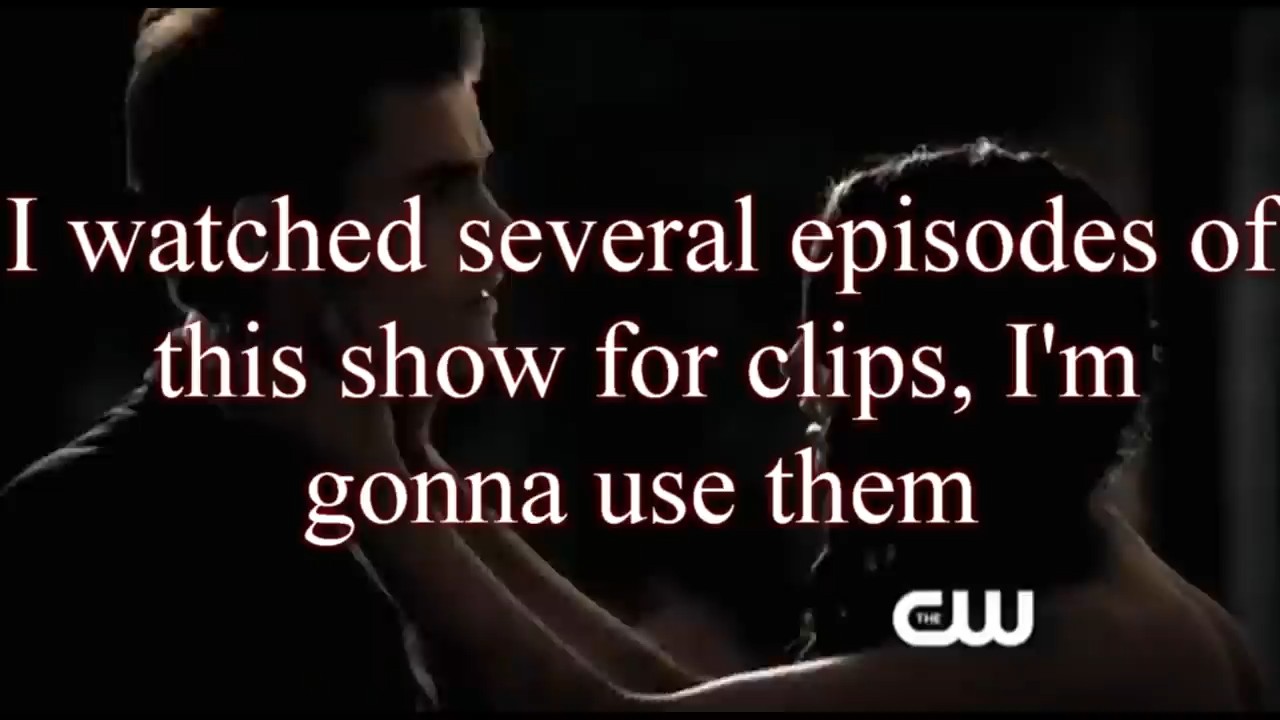 I watched several episodes of
this show for clips, I'm
gonna use them
THE CW